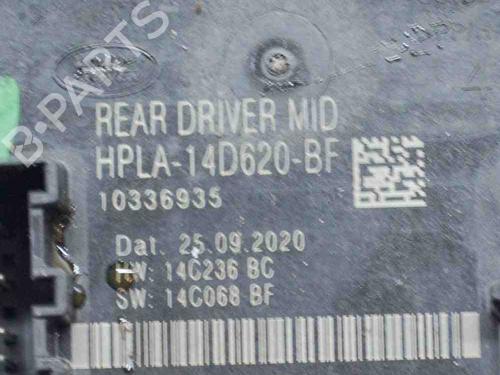 B-PARTS
REAR DRIVER MID
HPLA-14D620-BF
10336935
Dat. 25.09.2020
HW: 14C236 BC
SW: 14C068 BF